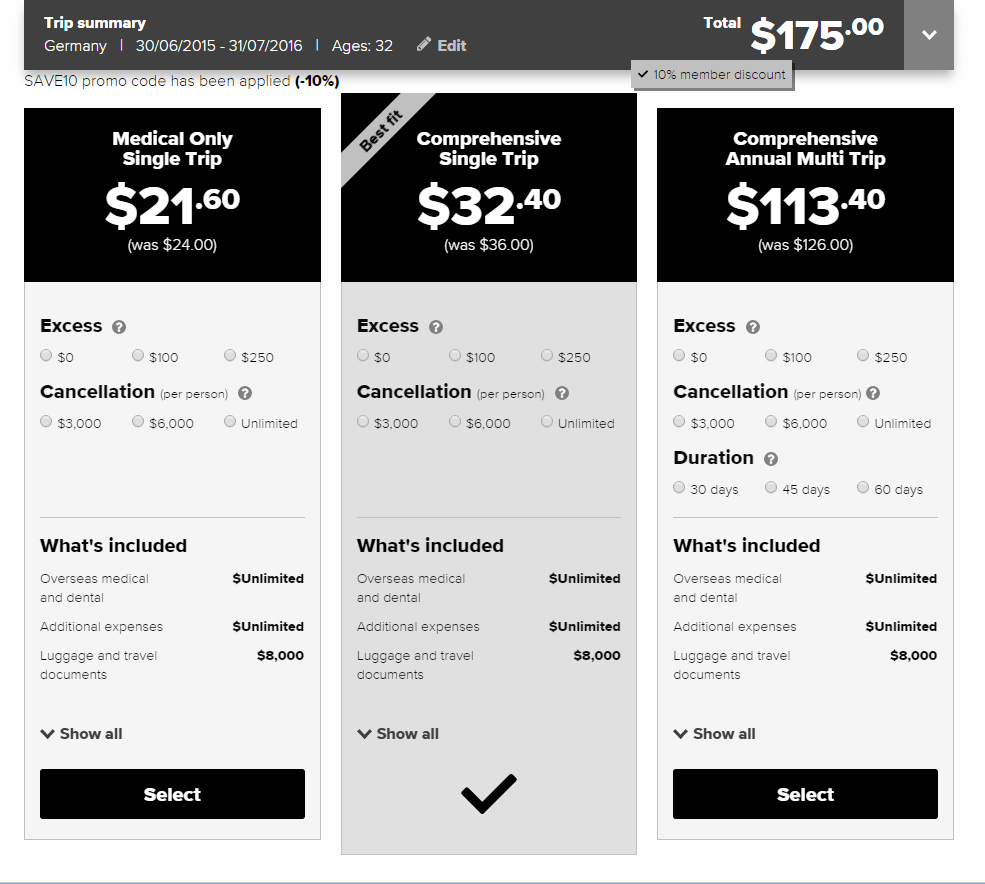 Trip summary
Total $175.00
Germany | 30/06/2015 - 31/07/2016 | Ages: 32 Edit
10% member discount
SAVE10 promo code has been applied (-10%)
Medical Only
Single Trip
$21.60
(was $24.00)
Excess ?
$0 $100 $250
Cancellation (per person) ?
$3,000 $6,000 Unlimited
What's included
Overseas medical $Unlimited
and dental
Additional expenses $Unlimited
Luggage and travel $8,000
documents
Show all
Select
Best fit
Comprehensive
Single Trip
$32.40
(was $36.00)
Excess ?
$0 $100 $250
Cancellation (per person) ?
$3,000 $6,000 Unlimited
What's included
Overseas medical $Unlimited
and dental
Additional expenses $Unlimited
Luggage and travel $8,000
documents
Show all
Comprehensive
Annual Multi Trip
$113.40
(was $126.00)
Excess ?
$0 $100 $250
Cancellation (per person) ?
$3,000 $6,000 Unlimited
Duration ?
30 days 45 days 60 days
What's included
Overseas medical $Unlimited
and dental
Additional expenses $Unlimited
Luggage and travel $8,000
documents
Show all
Select